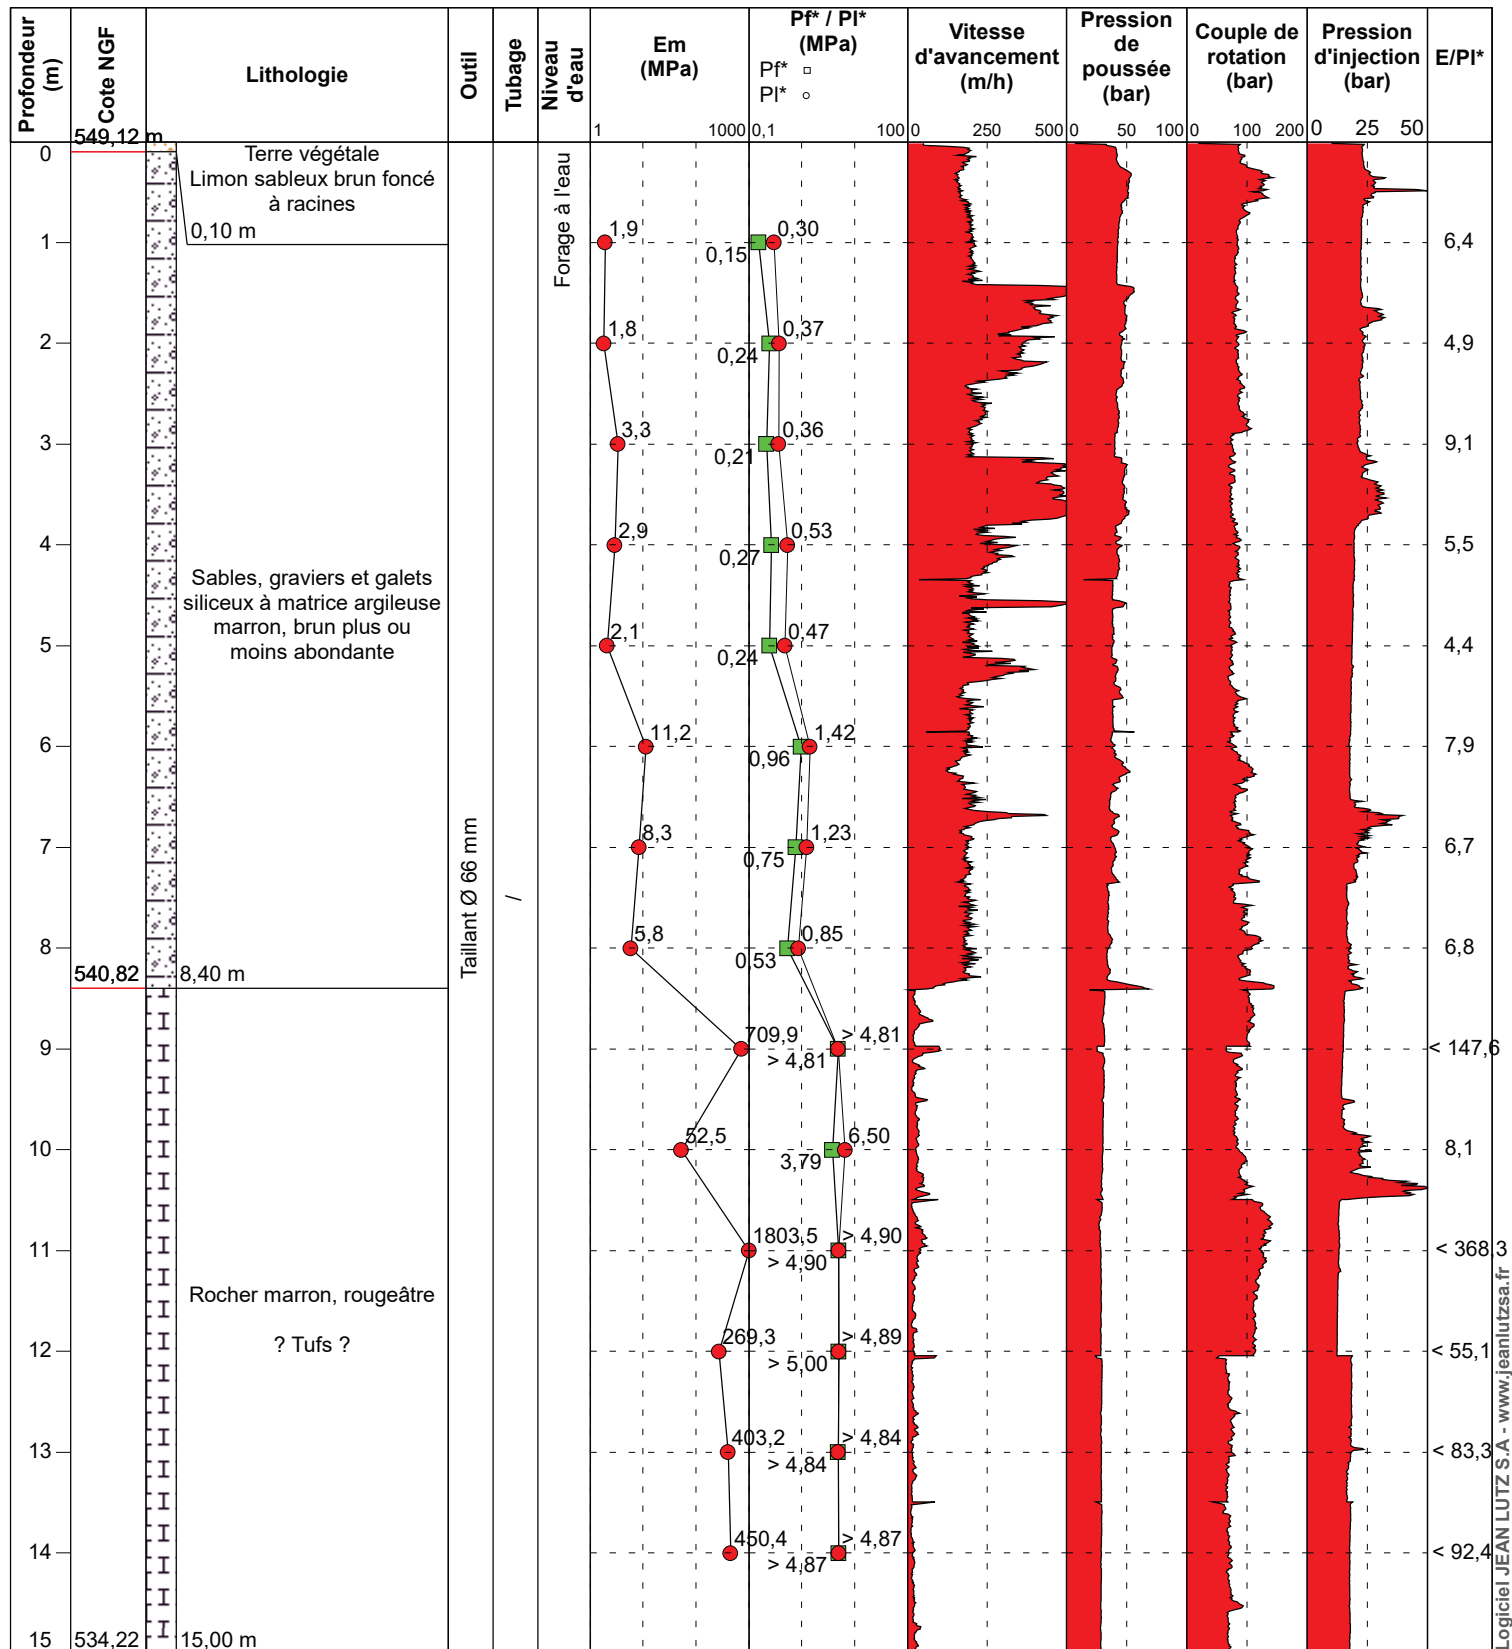 Profondeur
(m)
Cote NGF
Lithologie
Outil
Tubage
Niveau
d'eau
Em
(MPa)
Pf* / Pl*
(MPa)
Pf*
Pl*
Vitesse
d'avancement
(m/h)
Pression
de
poussée
(bar)
Couple de
rotation
(bar)
Pression
d'injection
(bar)
E/Pl*
1 1000 0,1 100 0 250 500 0 50 100 0 100 200 0 25 50
549,12 m
0
Terre végétale
Limon sableux brun foncé
à racines
0,10 m
Forage à l'eau
1 1,9 0,15 0,30 6,4
2 1,8 0,24 0,37 4,9
3 3,3 0,21 0,36 9,1
4 2,9 0,27 0,53 5,5
Sables, graviers et galets
siliceux à matrice argileuse
marron, brun plus ou
moins abondante
5 2,1 0,24 0,47 4,4
6 11,2 0,96 1,42 7,9
7 8,3 0,75 1,23 6,7
Taillant Ø 66 mm
/
8 5,8 0,53 0,85 6,8
540,82 8,40 m
9 709,9 > 4,81 > 4,81 < 147,6
10 52,5 3,79 6,50 8,1
11 1803,5 > 4,90 > 4,90 < 368,3
Rocher marron, rougeâtre
? Tufs ?
12 269,3 > 5,00 > 4,89 < 55,1
13 403,2 > 4,84 > 4,84 < 83,3
14 450,4 > 4,87 > 4,87 < 92,4
15 534,22 15,00 m
Logiciel JEAN LUTZ S.A - www.jeanlutzsa.fr